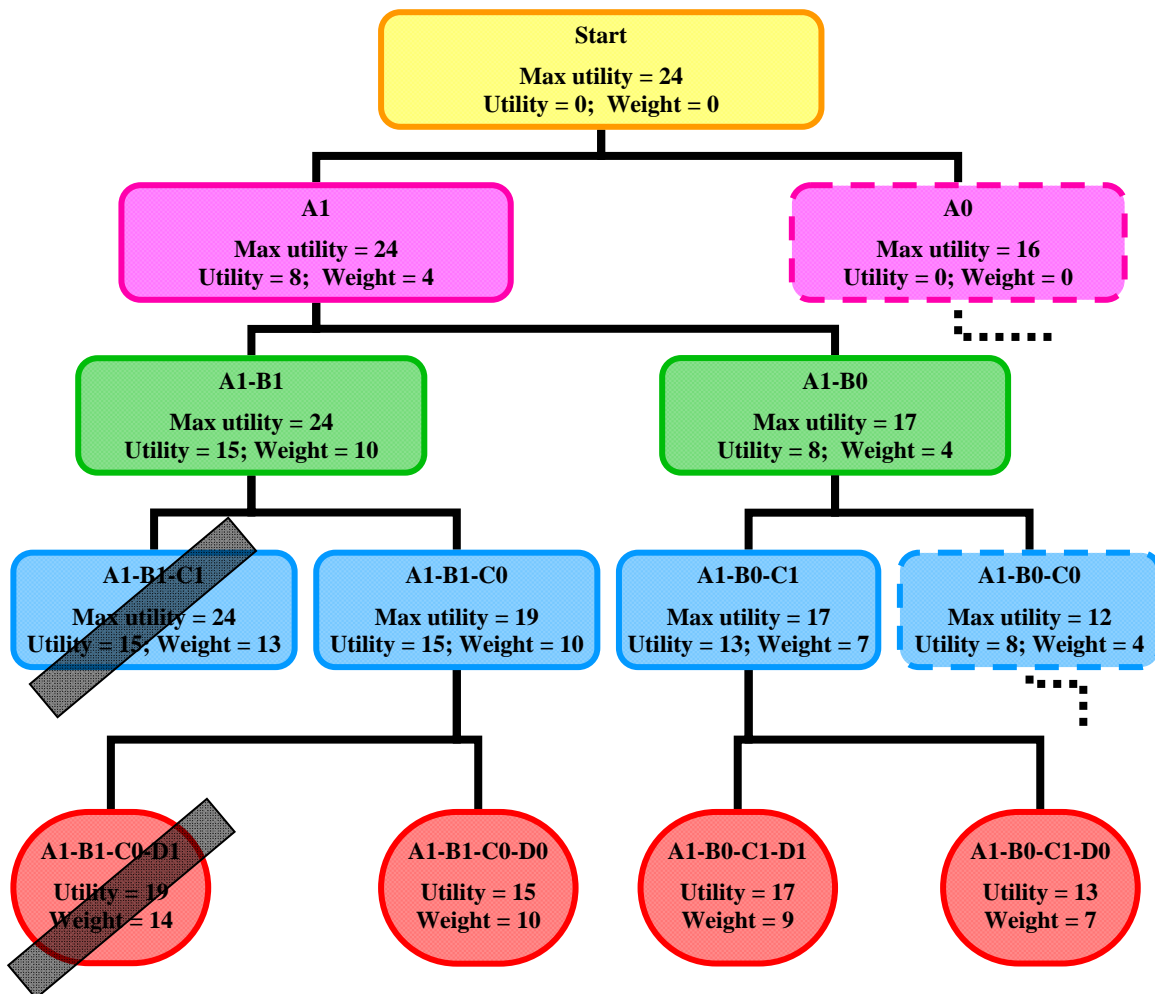 Start
Max utility = 24
Utility = 0;  Weight = 0
A1
Max utility = 24
Utility = 8;  Weight = 4
A0
Max utility = 16
Utility = 0; Weight = 0
A1-B1
Max utility = 24
Utility = 15; Weight = 10
A1-B0
Max utility = 17
Utility = 8;  Weight = 4
A1-B1-C1
Max utility = 24
Utility = 15; Weight = 13
A1-B1-C0
Max utility = 19
Utility = 15; Weight = 10
A1-B0-C1
Max utility = 17
Utility = 13; Weight = 7
A1-B0-C0
Max utility = 12
Utility = 8; Weight = 4
A1-B1-C0-D1
Utility = 19
Weight = 14
A1-B1-C0-D0
Utility = 15
Weight = 10
A1-B0-C1-D1
Utility = 17
Weight = 9
A1-B0-C1-D0
Utility = 13
Weight = 7